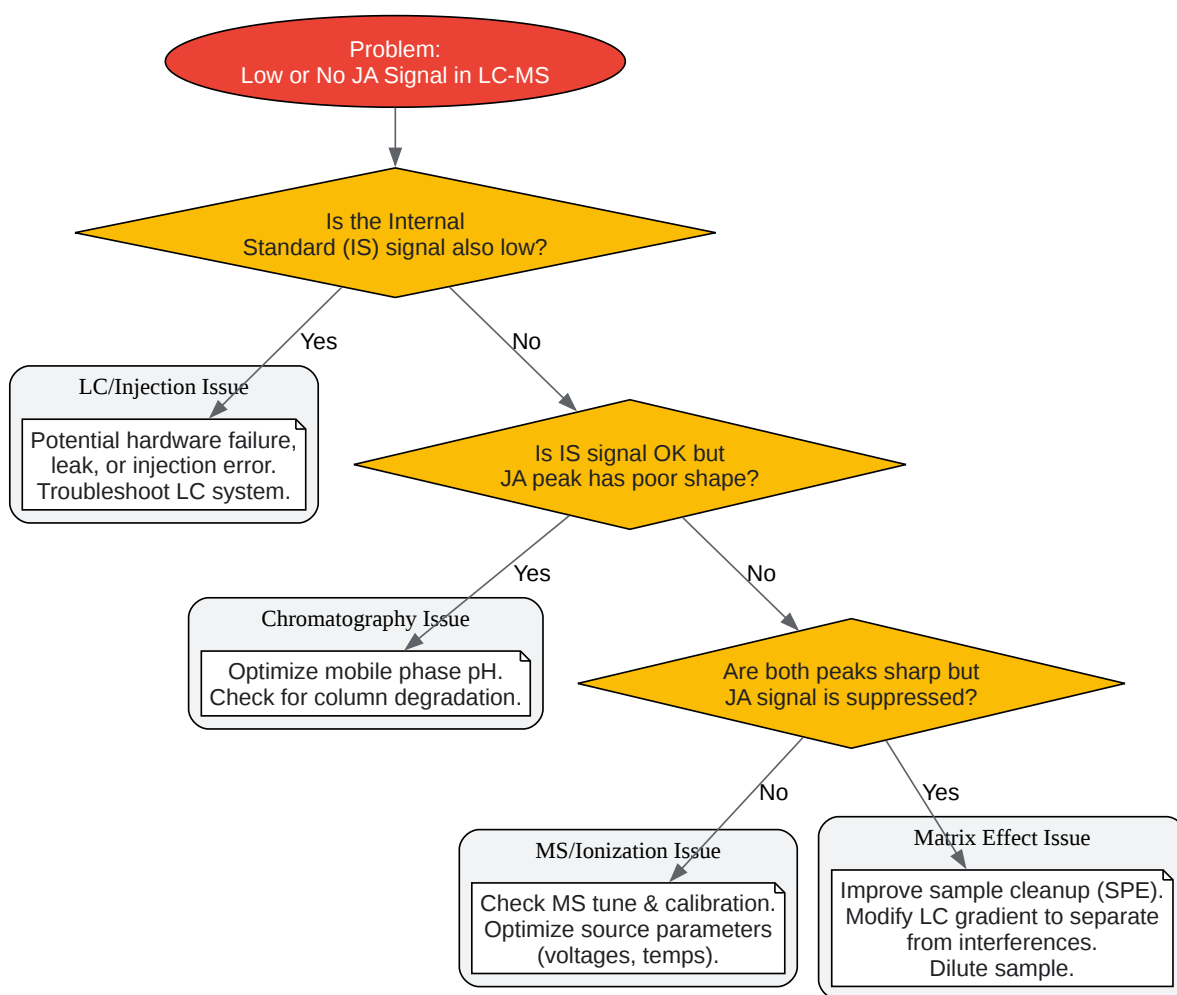 Problem:
Low or No JA Signal in LC-MS
Is the Internal
Standard (IS) signal also low?
Yes
No
LC/Injection Issue
Potential hardware failure,
leak, or injection error.
Troubleshoot LC system.
Is IS signal OK but
JA peak has poor shape?
Yes
No
Chromatography Issue
Optimize mobile phase pH.
Check for column degradation.
Are both peaks sharp but
JA signal is suppressed?
No
Yes
MS/Ionization Issue
Check MS tune & calibration.
Optimize source parameters
(voltages, temps).
Matrix Effect Issue
Improve sample cleanup (SPE).
Modify LC gradient to separate
from interferences.
Dilute sample.